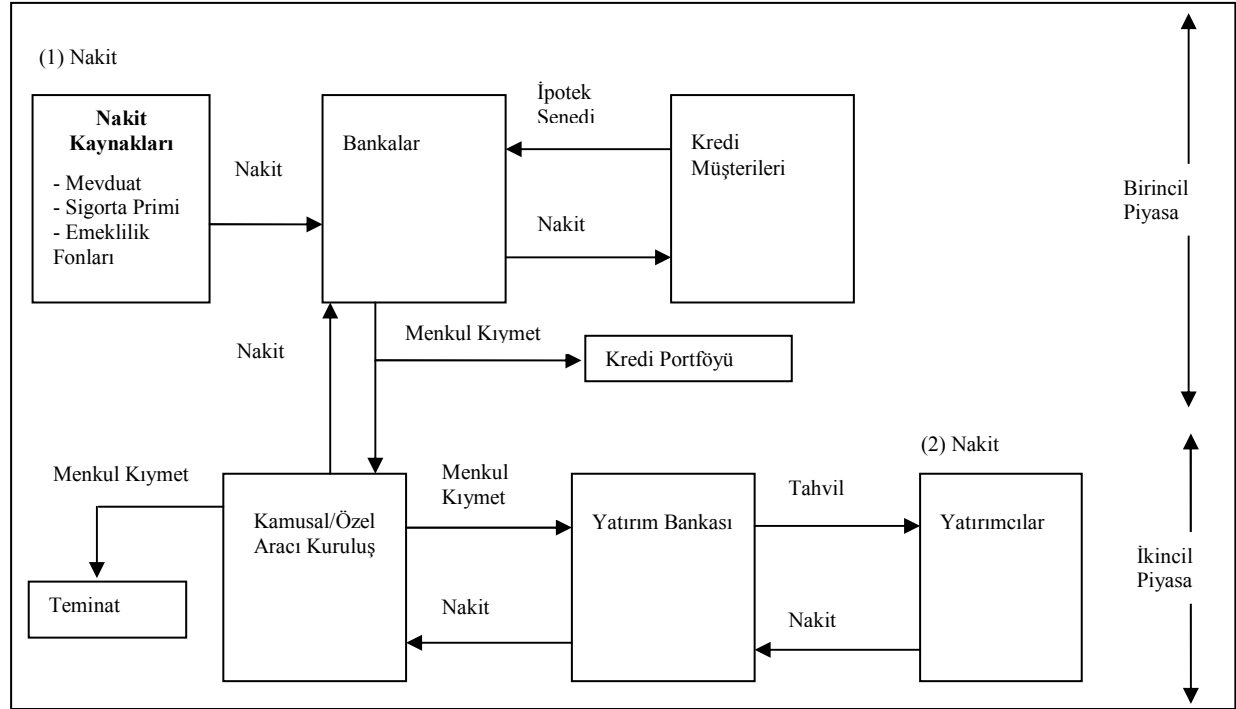 (1) Nakit
Nakit
Kaynakları
- Mevduat
- Sigorta Primi
- Emeklilik
Fonları
Nakit
Bankalar
İpotek
Senedi
Nakit
Kredi
Müşterileri
Birincil
Piyasa
Nakit
Menkul Kıymet
Kredi Portföyü
(2) Nakit
Menkul Kıymet
Teminat
Kamusal/Özel
Aracı Kuruluş
Menkul
Kıymet
Nakit
Yatırım Bankası
Tahvil
Nakit
Yatırımcılar
İkincil
Piyasa